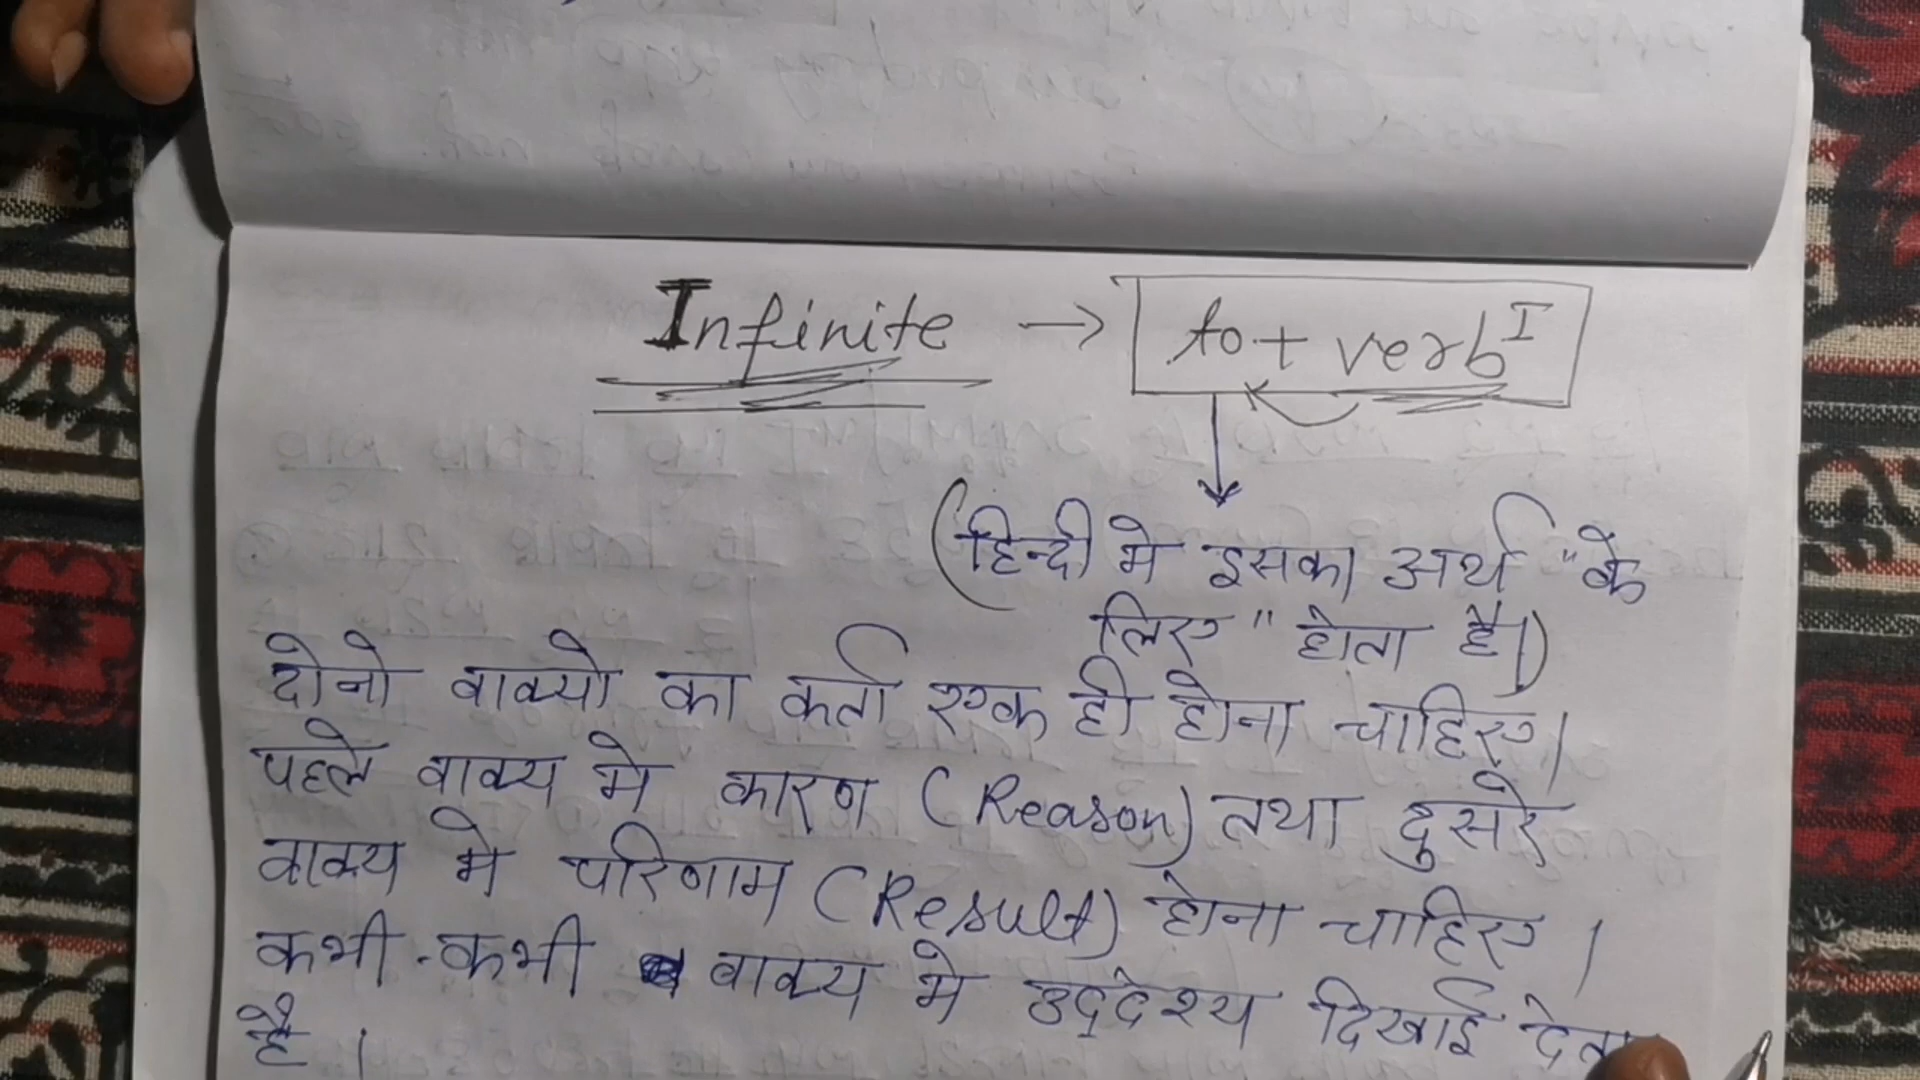 Infinite → to + verb I
(हिन्दी मे इसका अर्थ "के
लिए" होता है।)
दोनो वाक्यो का कर्ता एक ही होना चाहिए।
पहले वाक्य मे कारण (Reason) तथा दुसरे
वाक्य मे परिणाम (Result) होना चाहिए।
कभी-कभी वाक्य मे उद्देश्य दिखाई देता
है।